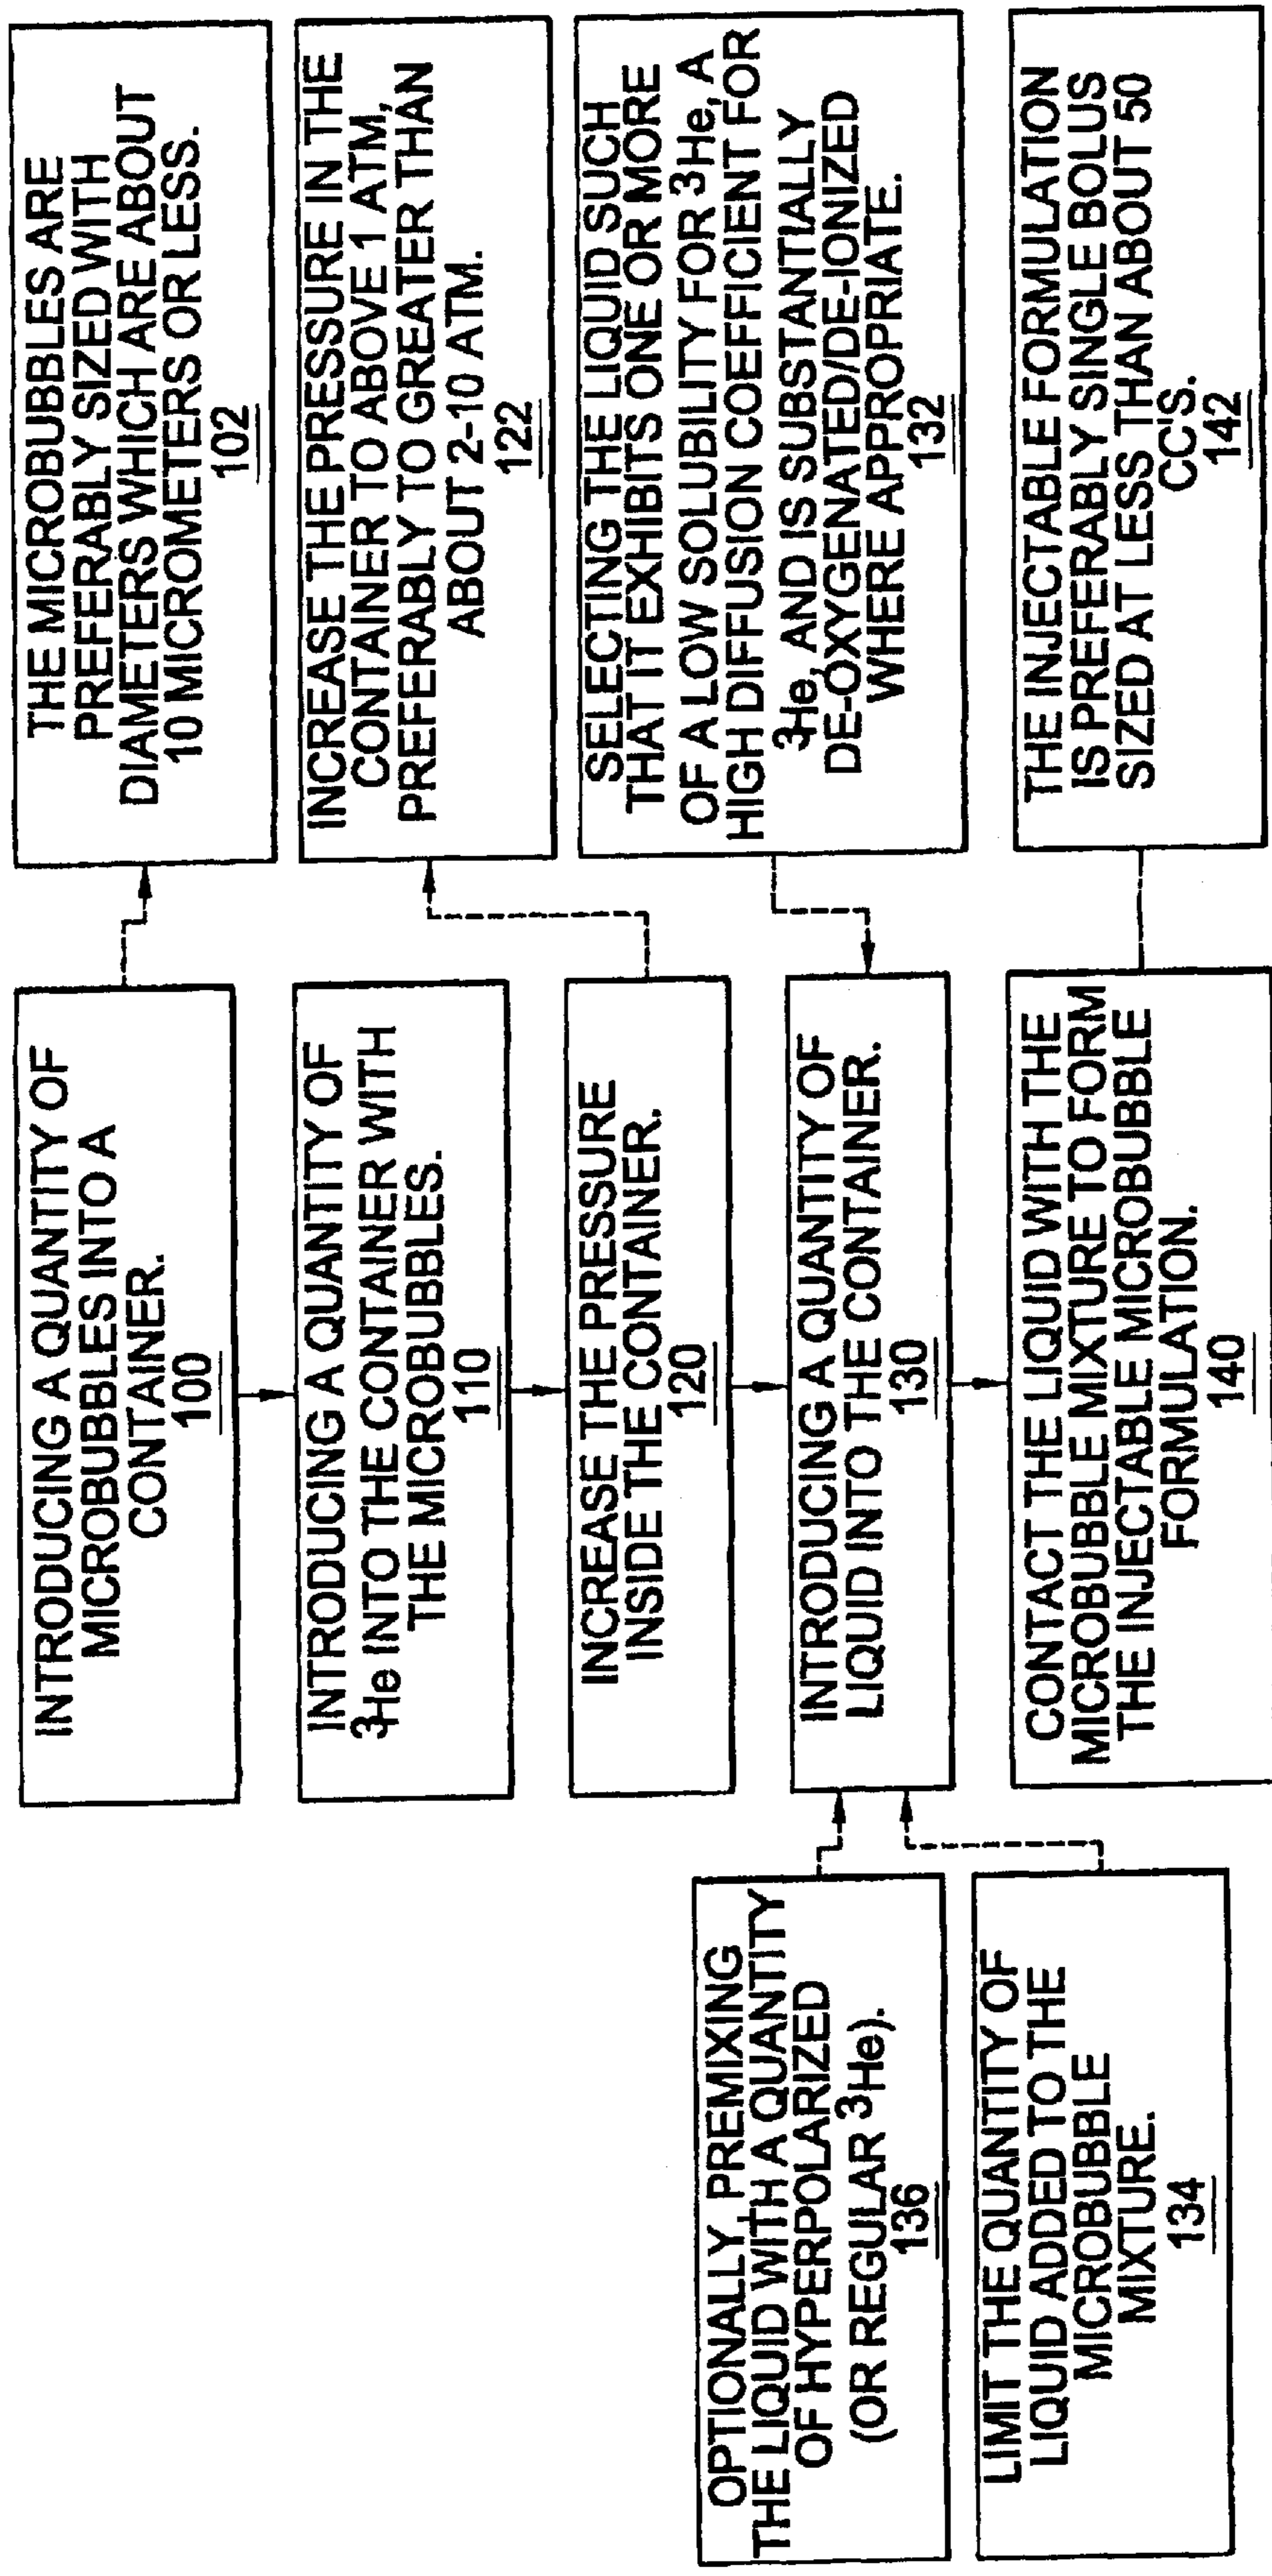 INTRODUCING A QUANTITY OF
MICROBUBBLES INTO A
CONTAINER.
100
THE MICROBUBBLES ARE
PREFERABLY SIZED WITH
DIAMETERS WHICH ARE ABOUT
10 MICROMETERS OR LESS.
102
INTRODUCING A QUANTITY OF
³He INTO THE CONTAINER WITH
THE MICROBUBBLES.
110
INCREASE THE PRESSURE
INSIDE THE CONTAINER.
120
INCREASE THE PRESSURE IN THE
CONTAINER TO ABOVE 1 ATM,
PREFERABLY TO GREATER THAN
ABOUT 2-10 ATM.
122
INTRODUCING A QUANTITY OF
LIQUID INTO THE CONTAINER.
130
SELECTING THE LIQUID SUCH
THAT IT EXHIBITS ONE OR MORE
OF A LOW SOLUBILITY FOR ³He, A
HIGH DIFFUSION COEFFICIENT FOR
³He, AND IS SUBSTANTIALLY
DE-OXYGENATED/DE-IONIZED
WHERE APPROPRIATE.
132
OPTIONALLY, PREMIXING
THE LIQUID WITH A QUANTITY
OF HYPERPOLARIZED
(OR REGULAR ³He).
136
LIMIT THE QUANTITY OF
LIQUID ADDED TO THE
MICROBUBBLE
MIXTURE.
134
CONTACT THE LIQUID WITH THE
MICROBUBBLE MIXTURE TO FORM
THE INJECTABLE MICROBUBBLE
FORMULATION.
140
THE INJECTABLE FORMULATION
IS PREFERABLY SINGLE BOLUS
SIZED AT LESS THAN ABOUT 50
CC'S.
142